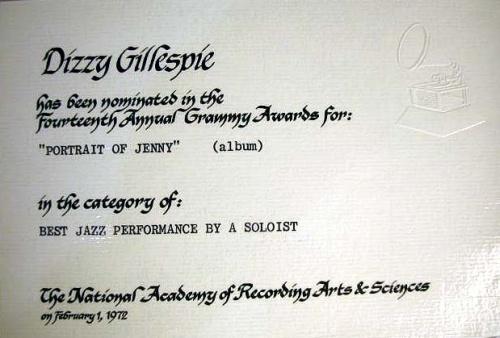 Dizzy Gillespie
has been nominated in the
Fourteenth Annual Grammy Awards for:
"PORTRAIT OF JENNY" (album)
in the category of:
BEST JAZZ PERFORMANCE BY A SOLOIST
The National Academy of Recording Arts & Sciences
on February 1, 1972